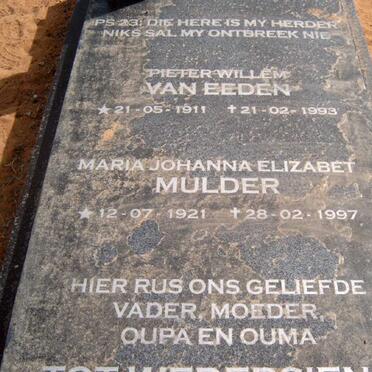 PS 23: DIE HERE IS MY HERDER
NIKS SAL MY ONTBREEK NIE
PIETER WILLEM
VAN EEDEN
★ 21-05-1911 ✝ 21-02-1993
MARIA JOHANNA ELIZABET
MULDER
★ 12-07-1921 ✝ 28-02-1997
HIER RUS ONS GELIEFDE
VADER, MOEDER,
OUPA EN OUMA
TOT WEDERSIEN